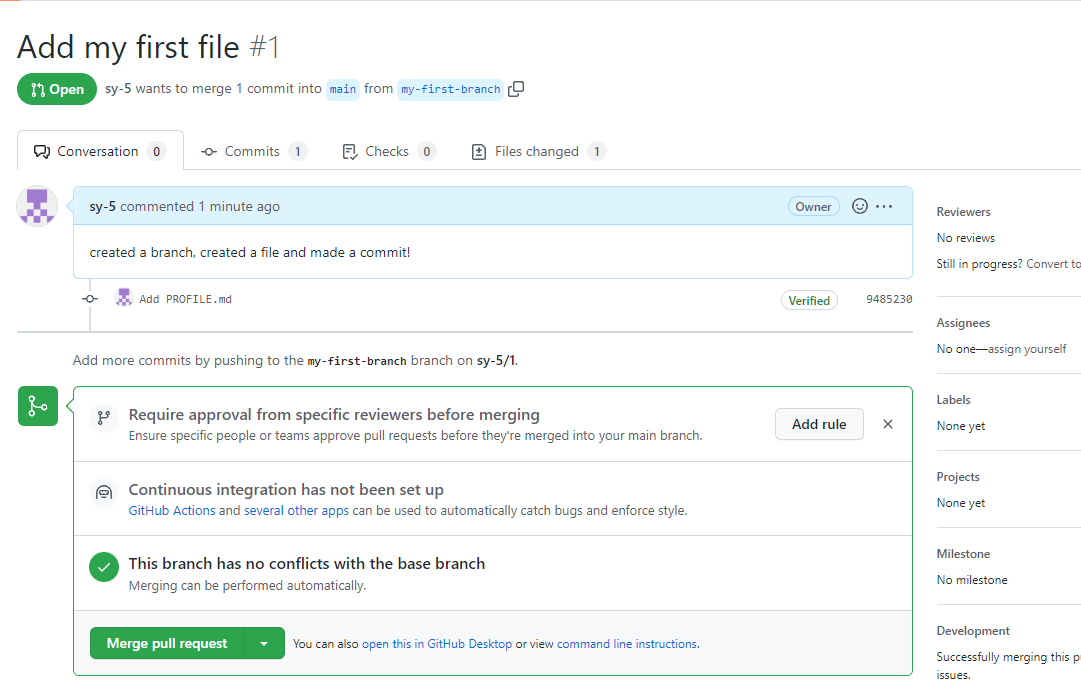 Add my first file #1
Open sy-5 wants to merge 1 commit into main from my-first-branch
Conversation 0 Commits 1 Checks 0 Files changed 1
sy-5 commented 1 minute ago Owner
created a branch, created a file and made a commit!
Add PROFILE.md Verified 9485230
Add more commits by pushing to the my-first-branch branch on sy-5/1.
Require approval from specific reviewers before merging
Ensure specific people or teams approve pull requests before they're merged into your main branch.
Add rule
Continuous integration has not been set up
GitHub Actions and several other apps can be used to automatically catch bugs and enforce style.
This branch has no conflicts with the base branch
Merging can be performed automatically.
Merge pull request You can also open this in GitHub Desktop or view command line instructions.
Reviewers
No reviews
Still in progress? Convert to
Assignees
No one—assign yourself
Labels
None yet
Projects
None yet
Milestone
No milestone
Development
Successfully merging this
issues.